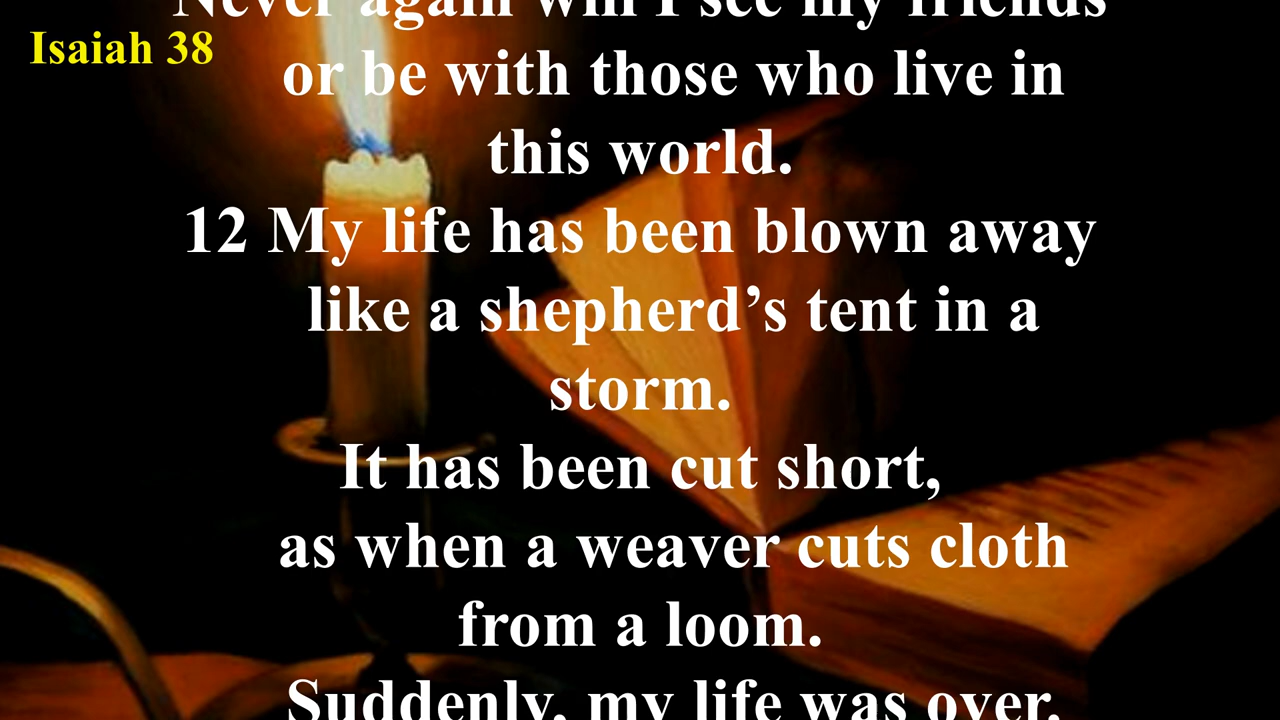 Never again will I see my friends
Isaiah 38
or be with those who live in
this world.
12 My life has been blown away
like a shepherd’s tent in a
storm.
It has been cut short,
as when a weaver cuts cloth
from a loom.
Suddenly, my life was over.